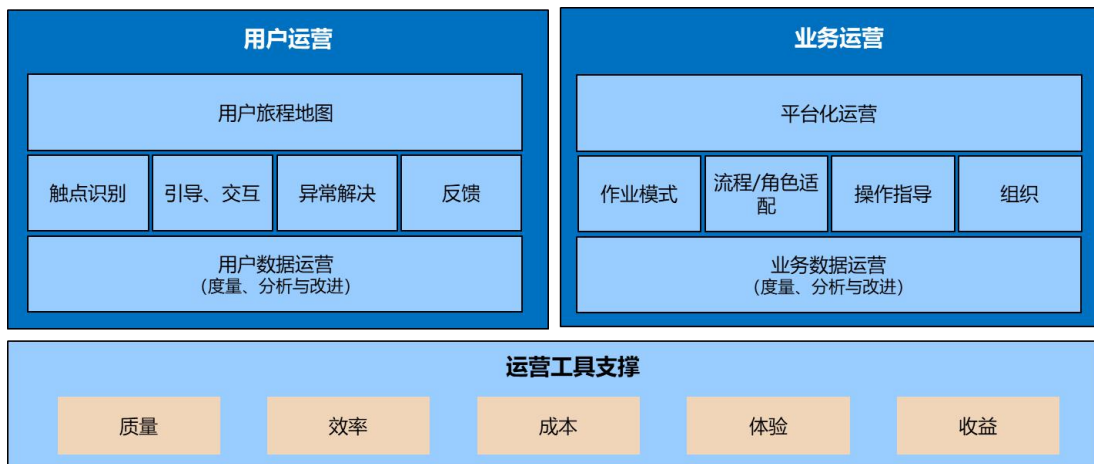 用户运营
用户旅程地图
触点识别
引导、交互
异常解决
反馈
用户数据运营
(度量、分析与改进)
业务运营
平台化运营
作业模式
流程/角色适
配
操作指导
组织
业务数据运营
(度量、分析与改进)
运营工具支撑
质量
效率
成本
体验
收益